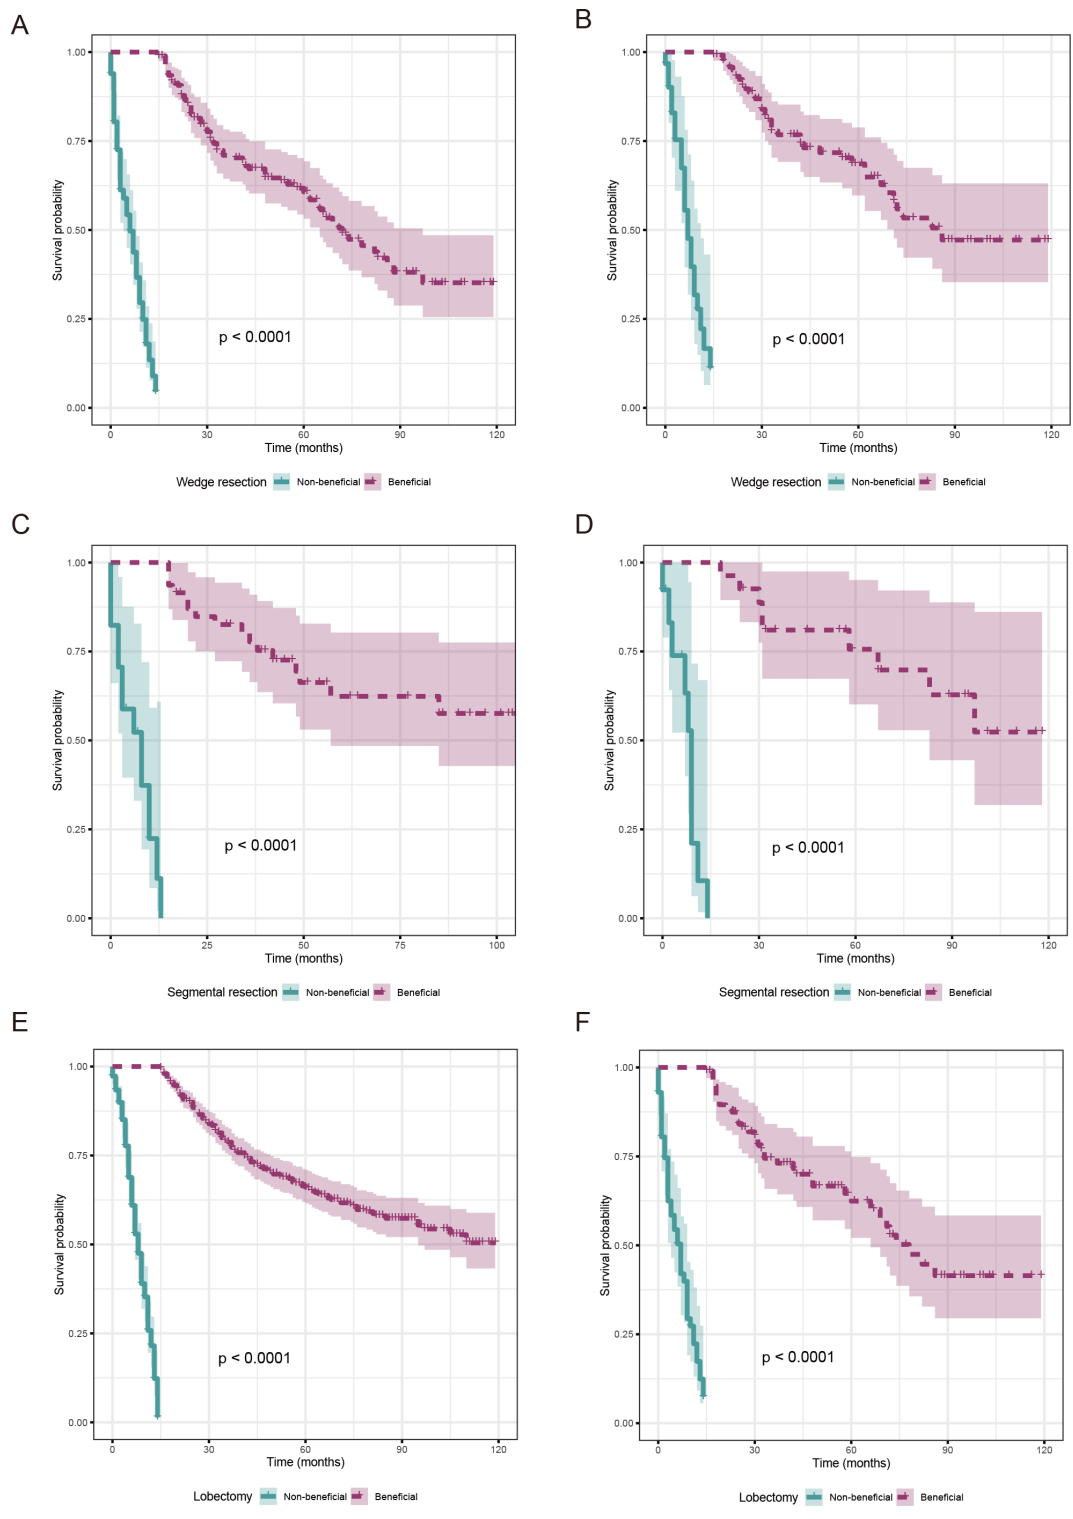 A
1.00
0.75
0.50
0.25
0.00
Survival probability
p < 0.0001
0 30 60 90 120
Time (months)
Wedge resection Non-beneficial Beneficial
B
1.00
0.75
0.50
0.25
0.00
Survival probability
p < 0.0001
0 30 60 90 120
Time (months)
Wedge resection Non-beneficial Beneficial
C
1.00
0.75
0.50
0.25
0.00
Survival probability
p < 0.0001
0 25 50 75 100
Time (months)
Segmental resection Non-beneficial Beneficial
D
1.00
0.75
0.50
0.25
0.00
Survival probability
p < 0.0001
0 30 60 90 120
Time (months)
Segmental resection Non-beneficial Beneficial
E
1.00
0.75
0.50
0.25
0.00
Survival probability
p < 0.0001
0 30 60 90 120
Time (months)
Lobectomy Non-beneficial Beneficial
F
1.00
0.75
0.50
0.25
0.00
Survival probability
p < 0.0001
0 30 60 90 120
Time (months)
Lobectomy Non-beneficial Beneficial